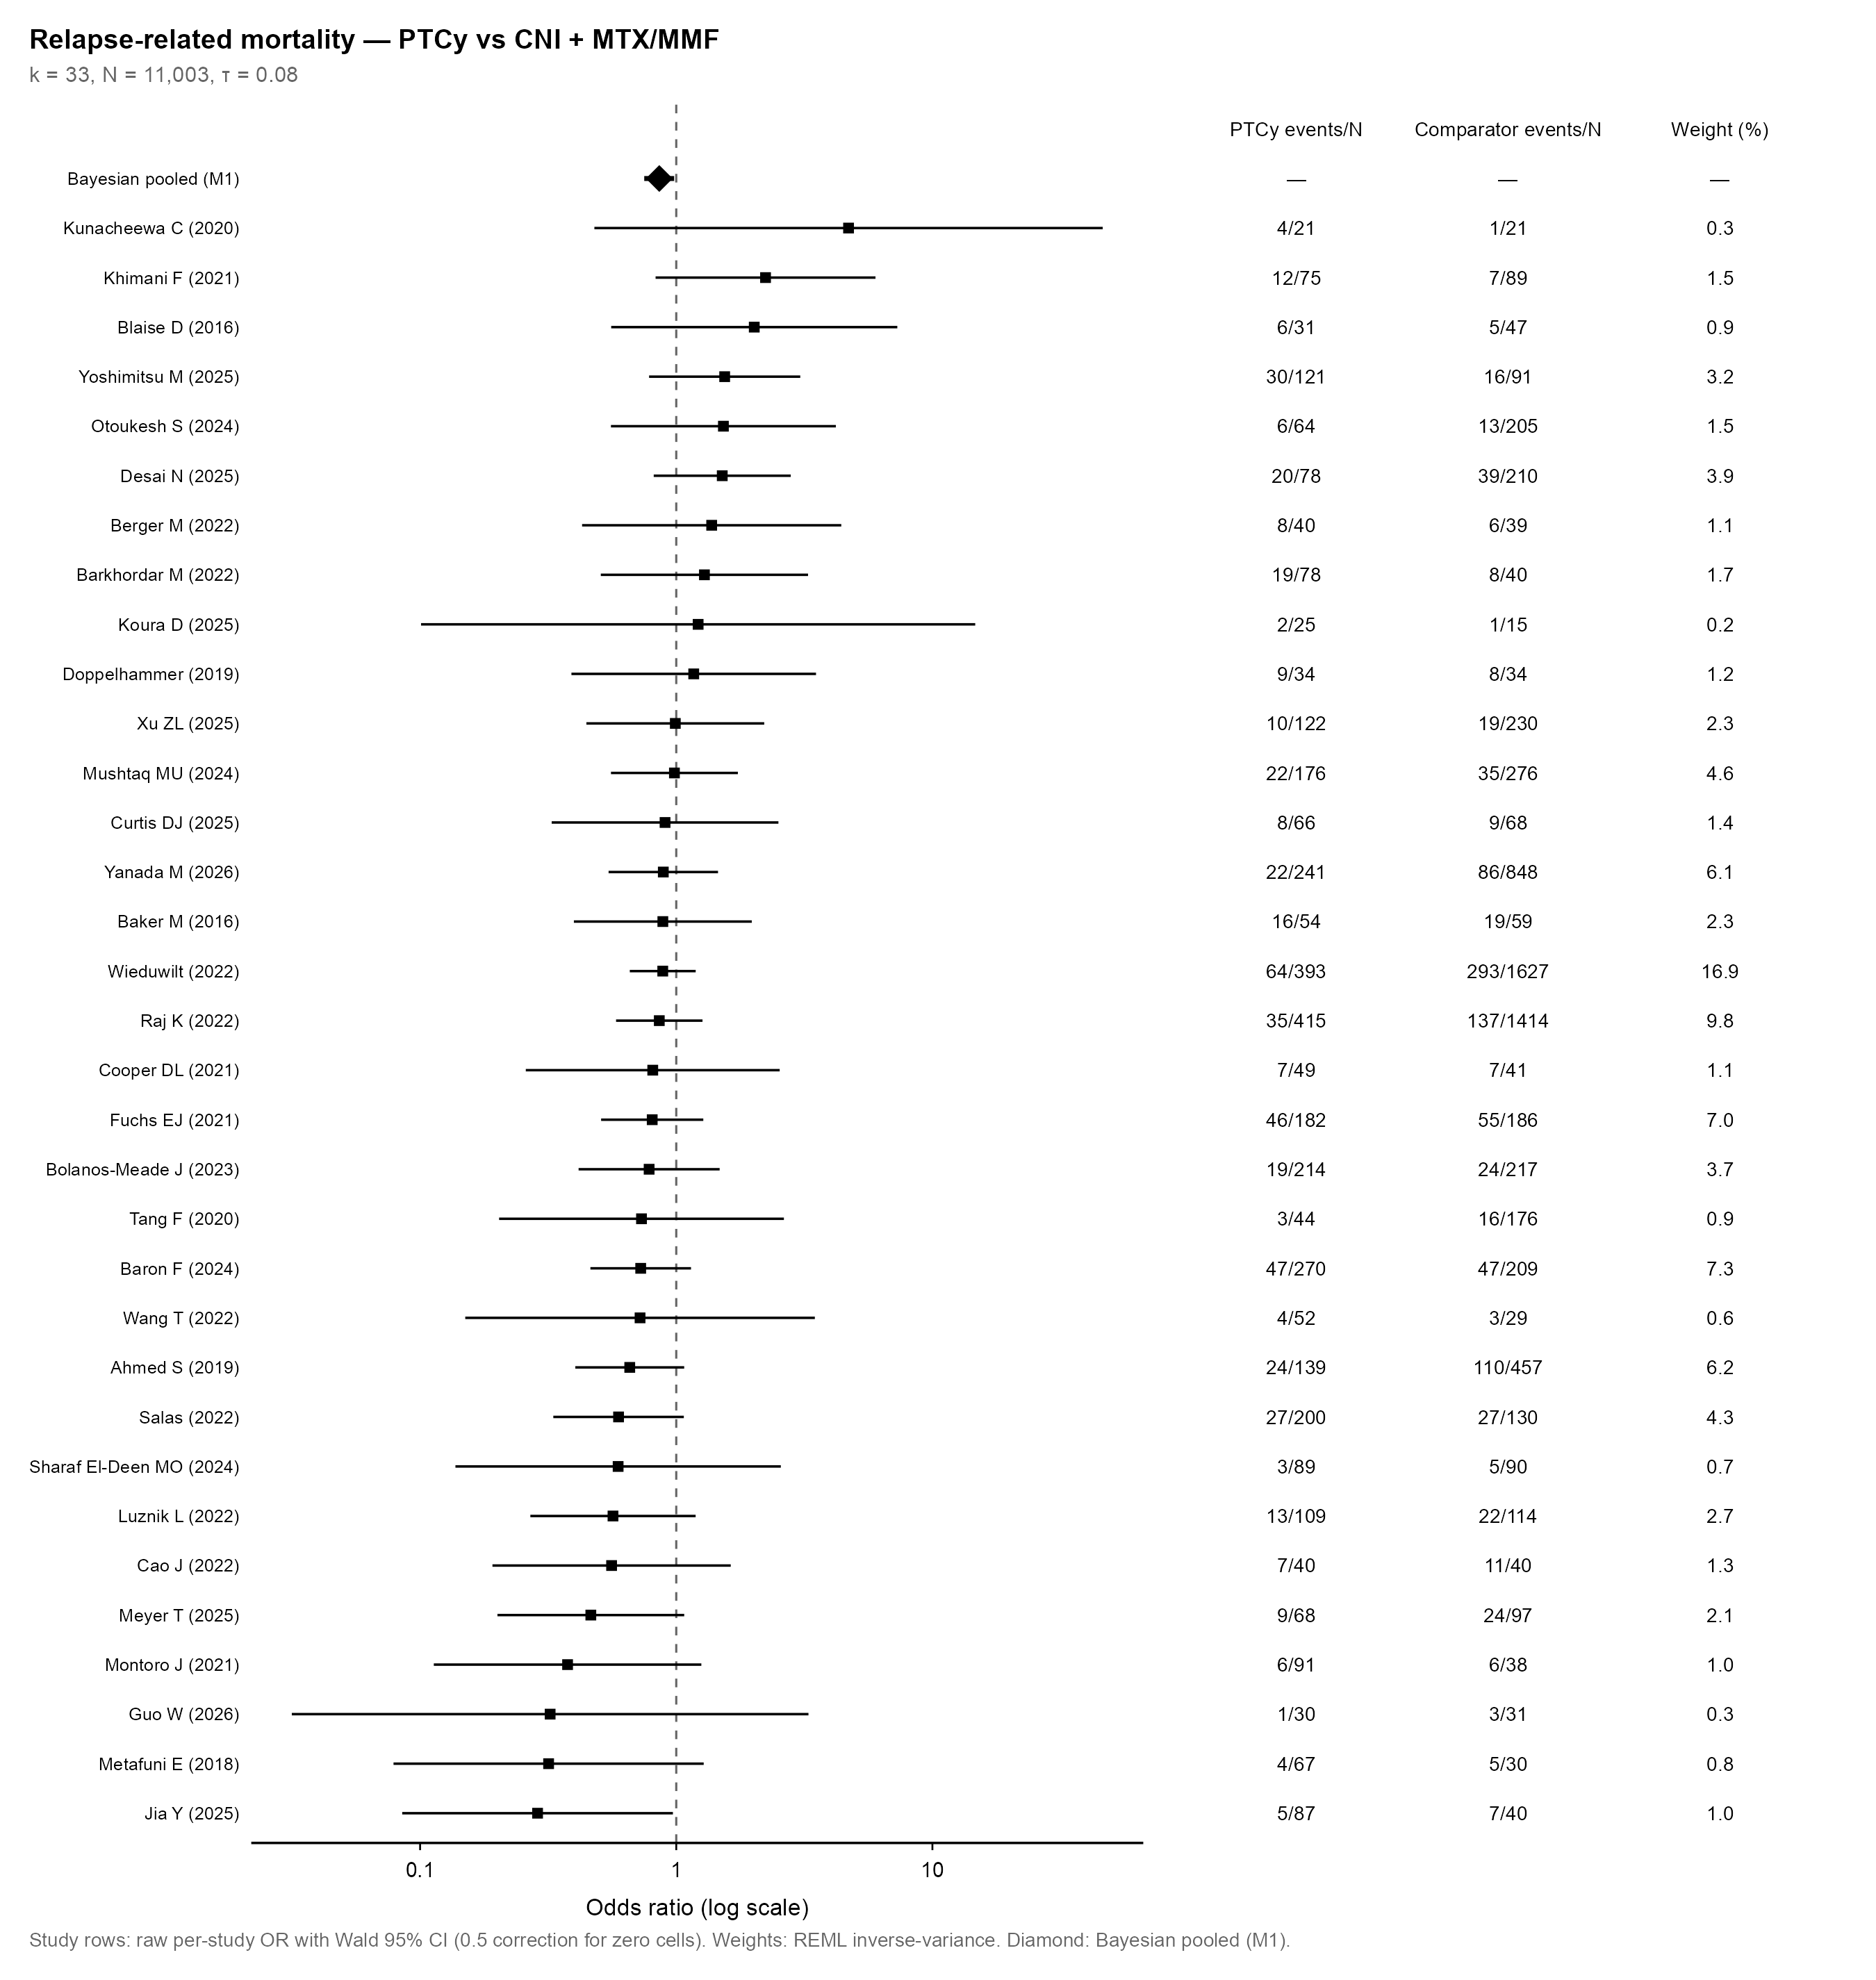 Relapse-related mortality — PTCy vs CNI + MTX/MMF
k = 33, N = 11,003, τ = 0.08
PTCy events/N Comparator events/N Weight (%)
Bayesian pooled (M1) — — —
Kunacheewa C (2020) 4/21 1/21 0.3
Khimani F (2021) 12/75 7/89 1.5
Blaise D (2016) 6/31 5/47 0.9
Yoshimitsu M (2025) 30/121 16/91 3.2
Otoukesh S (2024) 6/64 13/205 1.5
Desai N (2025) 20/78 39/210 3.9
Berger M (2022) 8/40 6/39 1.1
Barkhordar M (2022) 19/78 8/40 1.7
Koura D (2025) 2/25 1/15 0.2
Doppelhammer (2019) 9/34 8/34 1.2
Xu ZL (2025) 10/122 19/230 2.3
Mushtaq MU (2024) 22/176 35/276 4.6
Curtis DJ (2025) 8/66 9/68 1.4
Yanada M (2026) 22/241 86/848 6.1
Baker M (2016) 16/54 19/59 2.3
Wieduwilt (2022) 64/393 293/1627 16.9
Raj K (2022) 35/415 137/1414 9.8
Cooper DL (2021) 7/49 7/41 1.1
Fuchs EJ (2021) 46/182 55/186 7.0
Bolanos-Meade J (2023) 19/214 24/217 3.7
Tang F (2020) 3/44 16/176 0.9
Baron F (2024) 47/270 47/209 7.3
Wang T (2022) 4/52 3/29 0.6
Ahmed S (2019) 24/139 110/457 6.2
Salas (2022) 27/200 27/130 4.3
Sharaf El-Deen MO (2024) 3/89 5/90 0.7
Luznik L (2022) 13/109 22/114 2.7
Cao J (2022) 7/40 11/40 1.3
Meyer T (2025) 9/68 24/97 2.1
Montoro J (2021) 6/91 6/38 1.0
Guo W (2026) 1/30 3/31 0.3
Metafuni E (2018) 4/67 5/30 0.8
Jia Y (2025) 5/87 7/40 1.0
0.1 1 10
Odds ratio (log scale)
Study rows: raw per-study OR with Wald 95% CI (0.5 correction for zero cells). Weights: REML inverse-variance. Diamond: Bayesian pooled (M1).